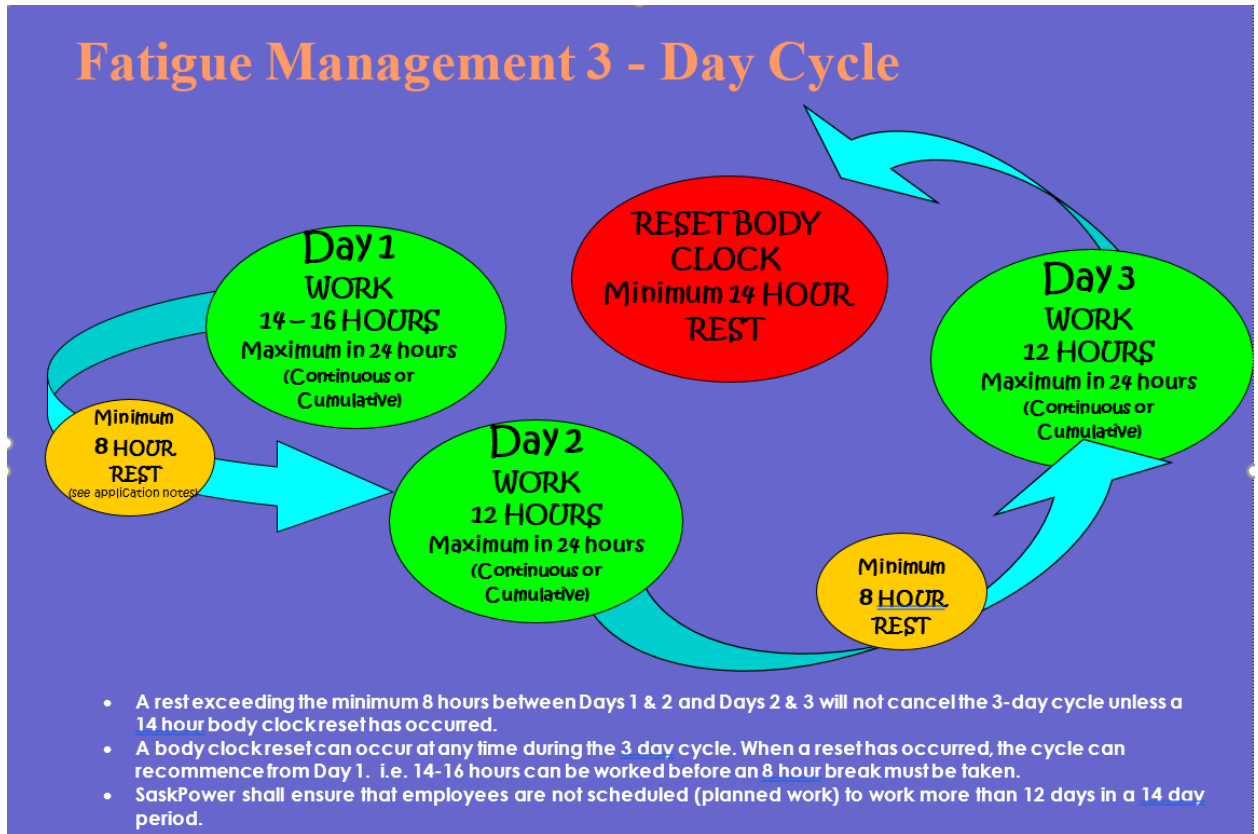 Fatigue Management 3 - Day Cycle
Day 1
WORK
14 – 16 HOURS
Maximum in 24 hours
(Continuous or
Cumulative)
Minimum
8 HOUR
REST
(see application notes)
Day 2
WORK
12 HOURS
Maximum in 24 hours
(Continuous or
Cumulative)
Minimum
8 HOUR
REST
Day 3
WORK
12 HOURS
Maximum in 24 hours
(Continuous or
Cumulative)
RESET BODY
CLOCK
Minimum 14 HOUR
REST
• A rest exceeding the minimum 8 hours between Days 1 & 2 and Days 2 & 3 will not cancel the 3-day cycle unless a
14 hour body clock reset has occurred.
• A body clock reset can occur at any time during the 3 day cycle. When a reset has occurred, the cycle can
recommence from Day 1. i.e. 14-16 hours can be worked before an 8 hour break must be taken.
• SaskPower shall ensure that employees are not scheduled (planned work) to work more than 12 days in a 14 day
period.